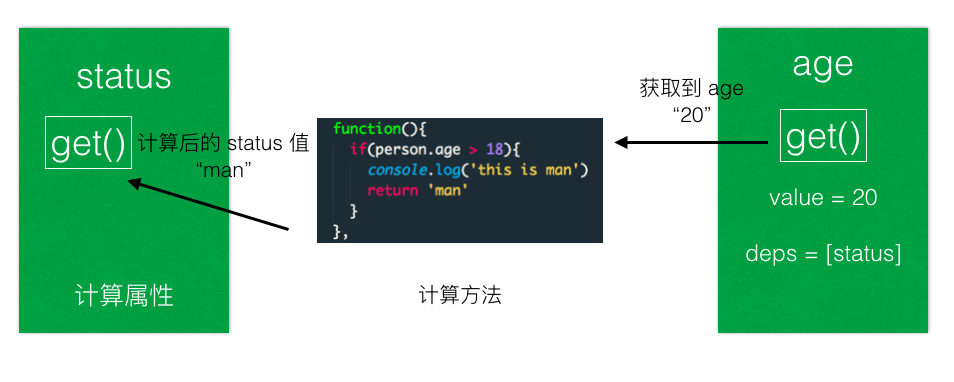 status
get()
计算后的 status 值
“man”
计算属性
function(){
if(person.age > 18){
console.log('this is man')
return 'man'
}
},
计算方法
获取到 age
“20”
age
get()
value = 20
deps = [status]